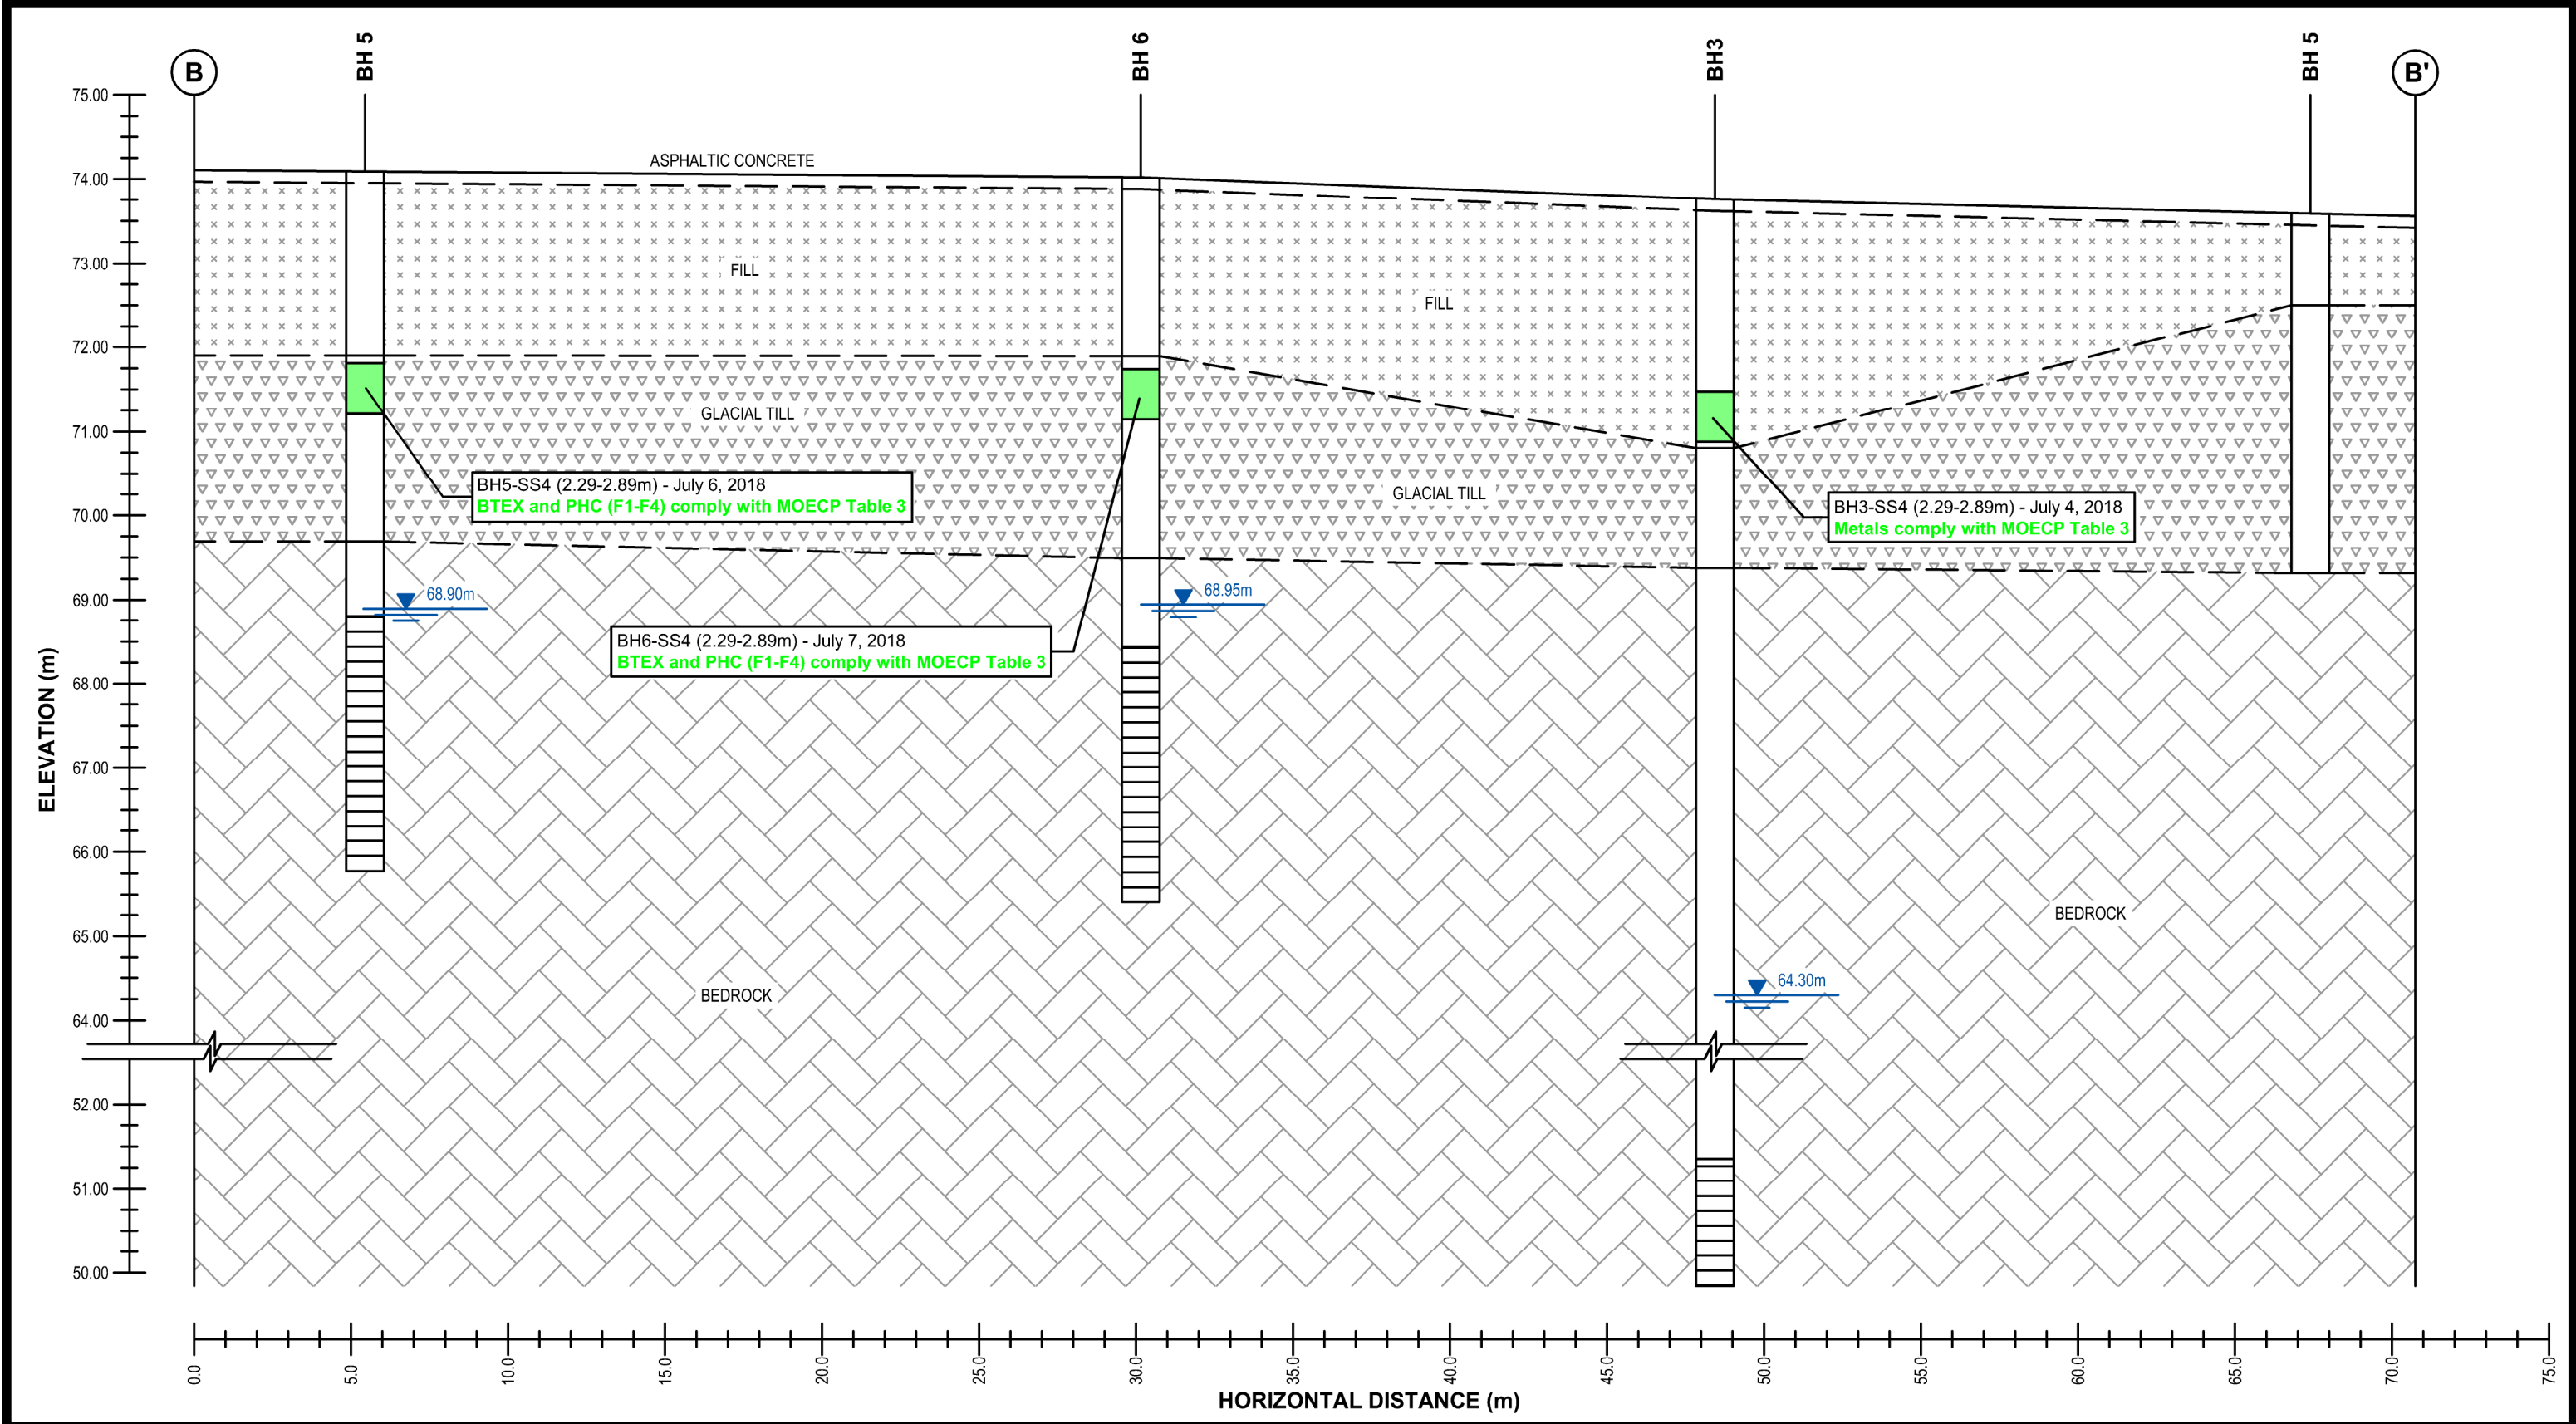 BH 5
BH 6
BH3
BH 5
B
B'
75.00
ASPHALTIC CONCRETE
74.00
73.00
FILL
FILL
72.00
GLACIAL TILL
71.00
BH5-SS4 (2.29-2.89m) - July 6, 2018
BTEX and PHC (F1-F4) comply with MOECP Table 3
GLACIAL TILL
BH3-SS4 (2.29-2.89m) - July 4, 2018
Metals comply with MOECP Table 3
70.00
69.00
68.90m
68.95m
BH6-SS4 (2.29-2.89m) - July 7, 2018
BTEX and PHC (F1-F4) comply with MOECP Table 3
68.00
ELEVATION (m)
67.00
66.00
65.00
BEDROCK
BEDROCK
64.30m
64.00
52.00
51.00
50.00
0.0
5.0
10.0
15.0
20.0
25.0
30.0
35.0
40.0
45.0
50.0
55.0
60.0
65.0
70.0
75.0
HORIZONTAL DISTANCE (m)